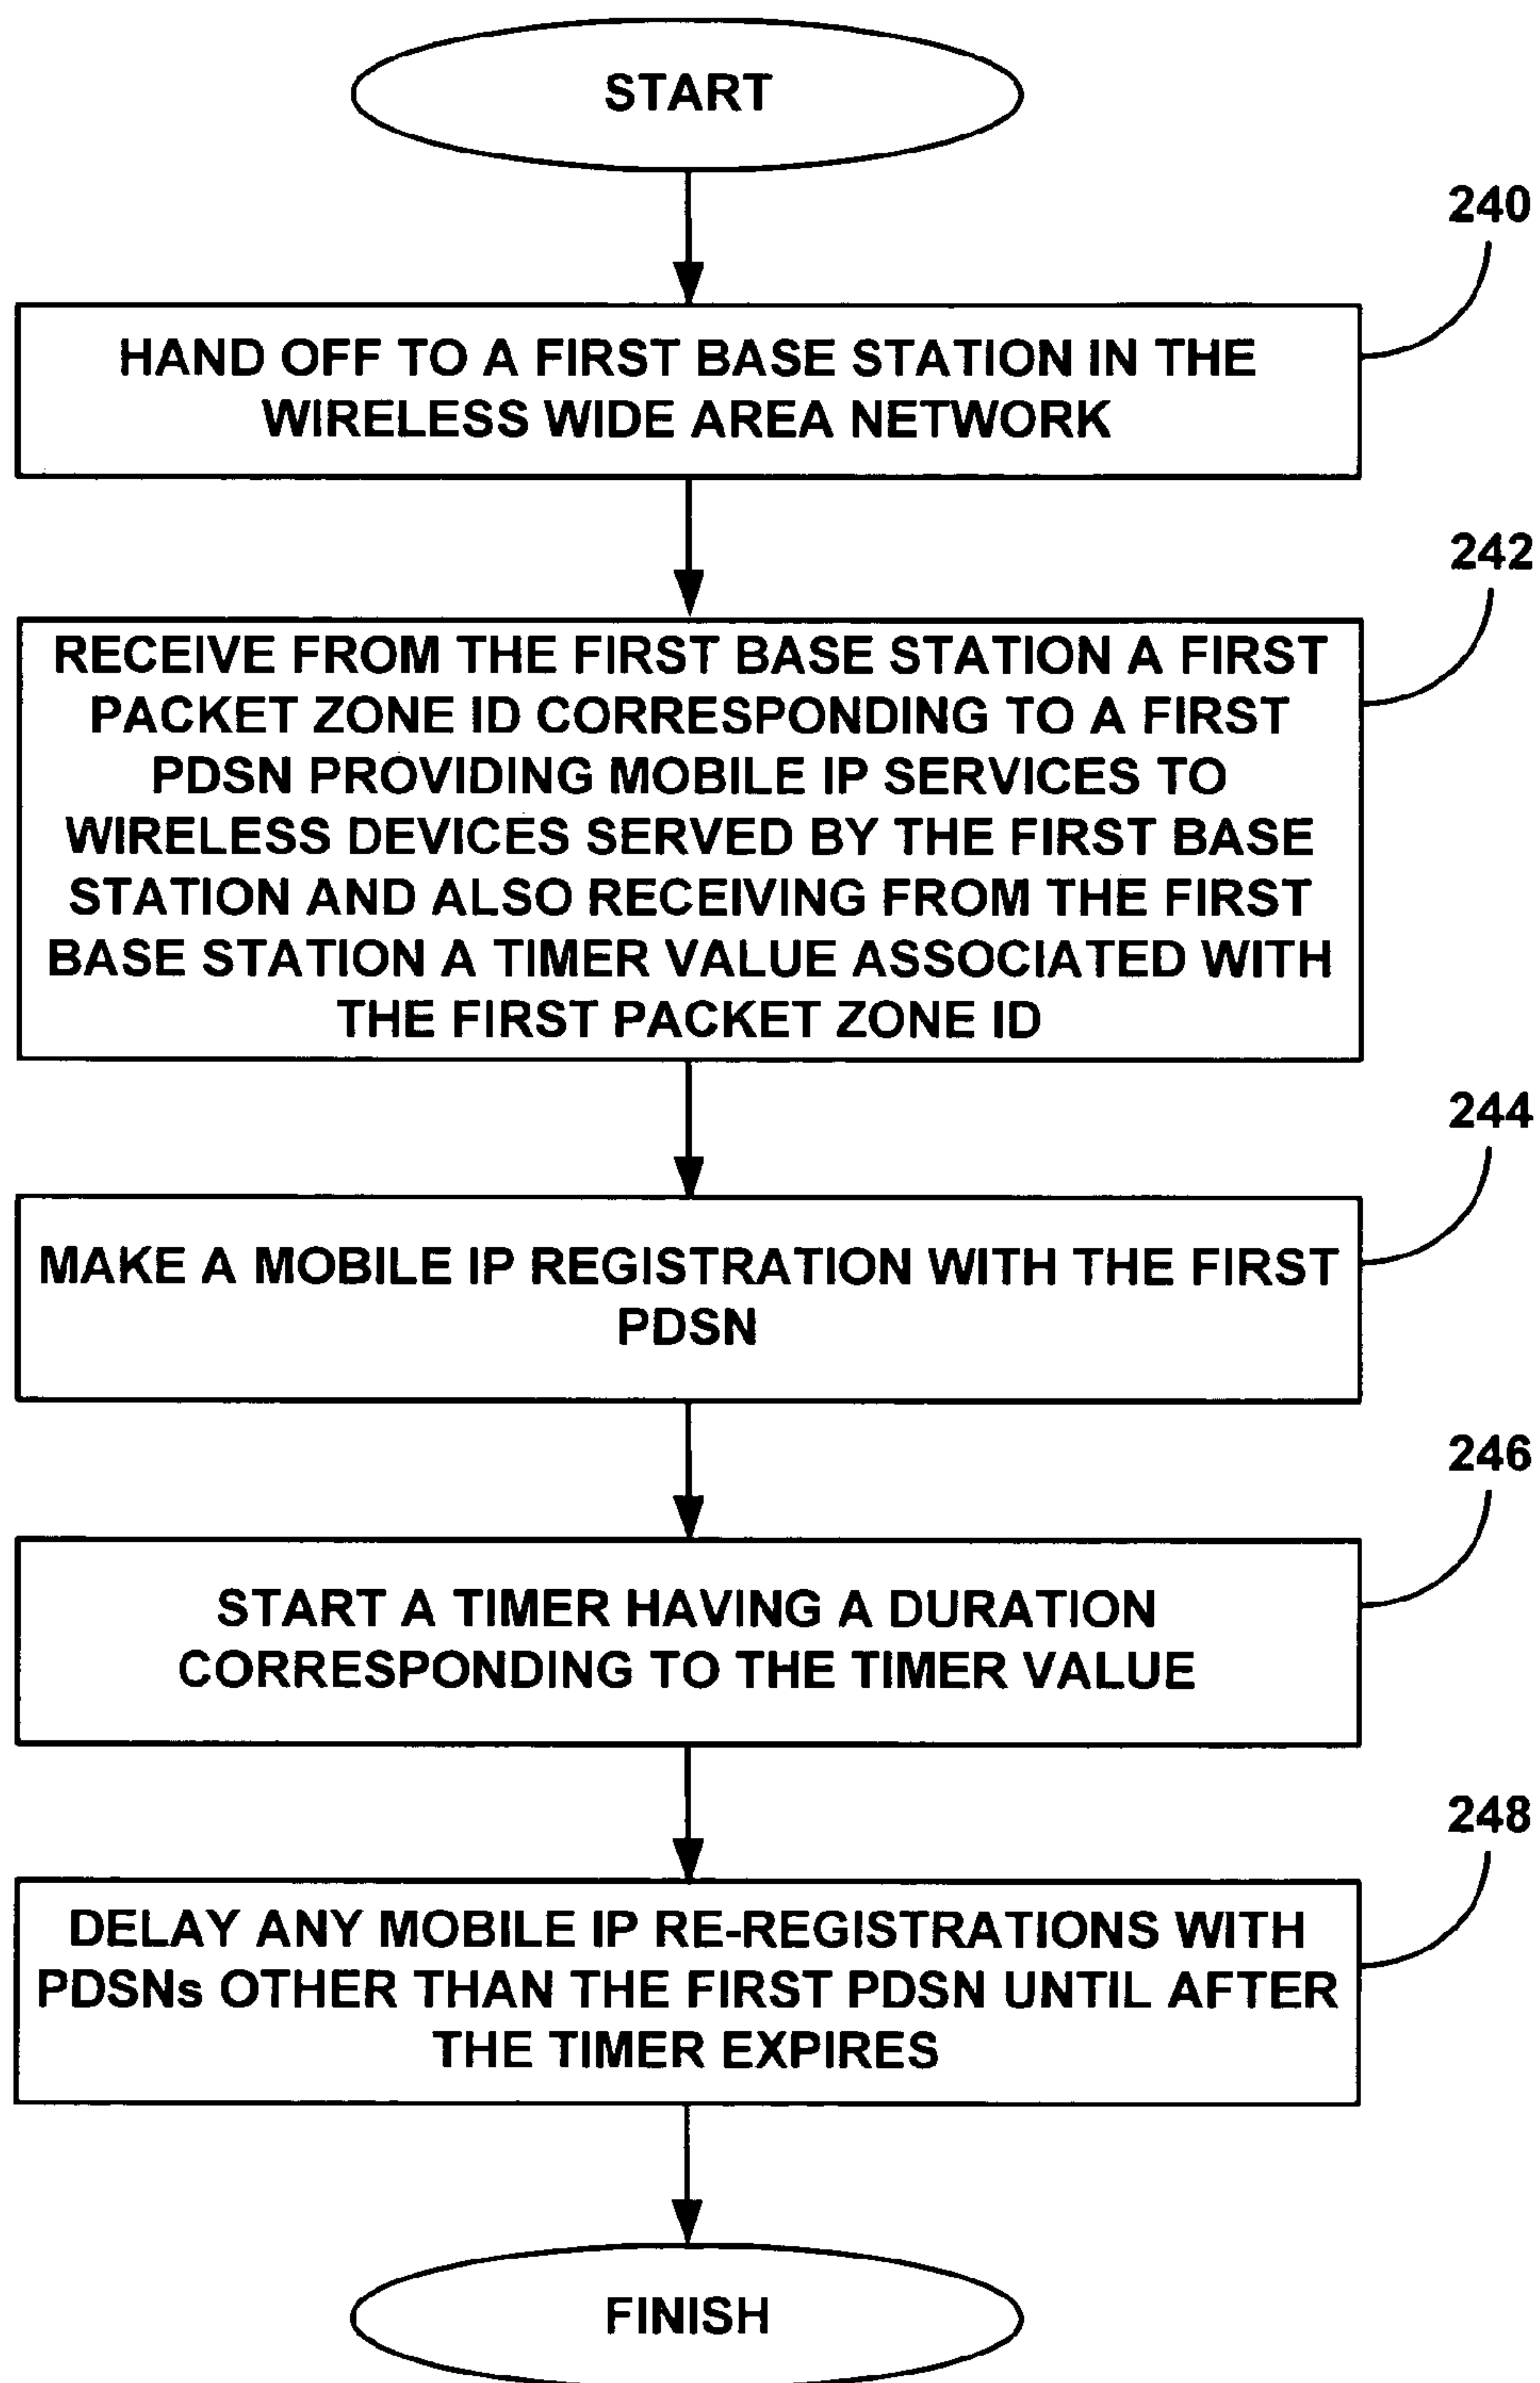 START
240
HAND OFF TO A FIRST BASE STATION IN THE
WIRELESS WIDE AREA NETWORK
242
RECEIVE FROM THE FIRST BASE STATION A FIRST
PACKET ZONE ID CORRESPONDING TO A FIRST
PDSN PROVIDING MOBILE IP SERVICES TO
WIRELESS DEVICES SERVED BY THE FIRST BASE
STATION AND ALSO RECEIVING FROM THE FIRST
BASE STATION A TIMER VALUE ASSOCIATED WITH
THE FIRST PACKET ZONE ID
244
MAKE A MOBILE IP REGISTRATION WITH THE FIRST
PDSN
246
START A TIMER HAVING A DURATION
CORRESPONDING TO THE TIMER VALUE
248
DELAY ANY MOBILE IP RE-REGISTRATIONS WITH
PDSNs OTHER THAN THE FIRST PDSN UNTIL AFTER
THE TIMER EXPIRES
FINISH